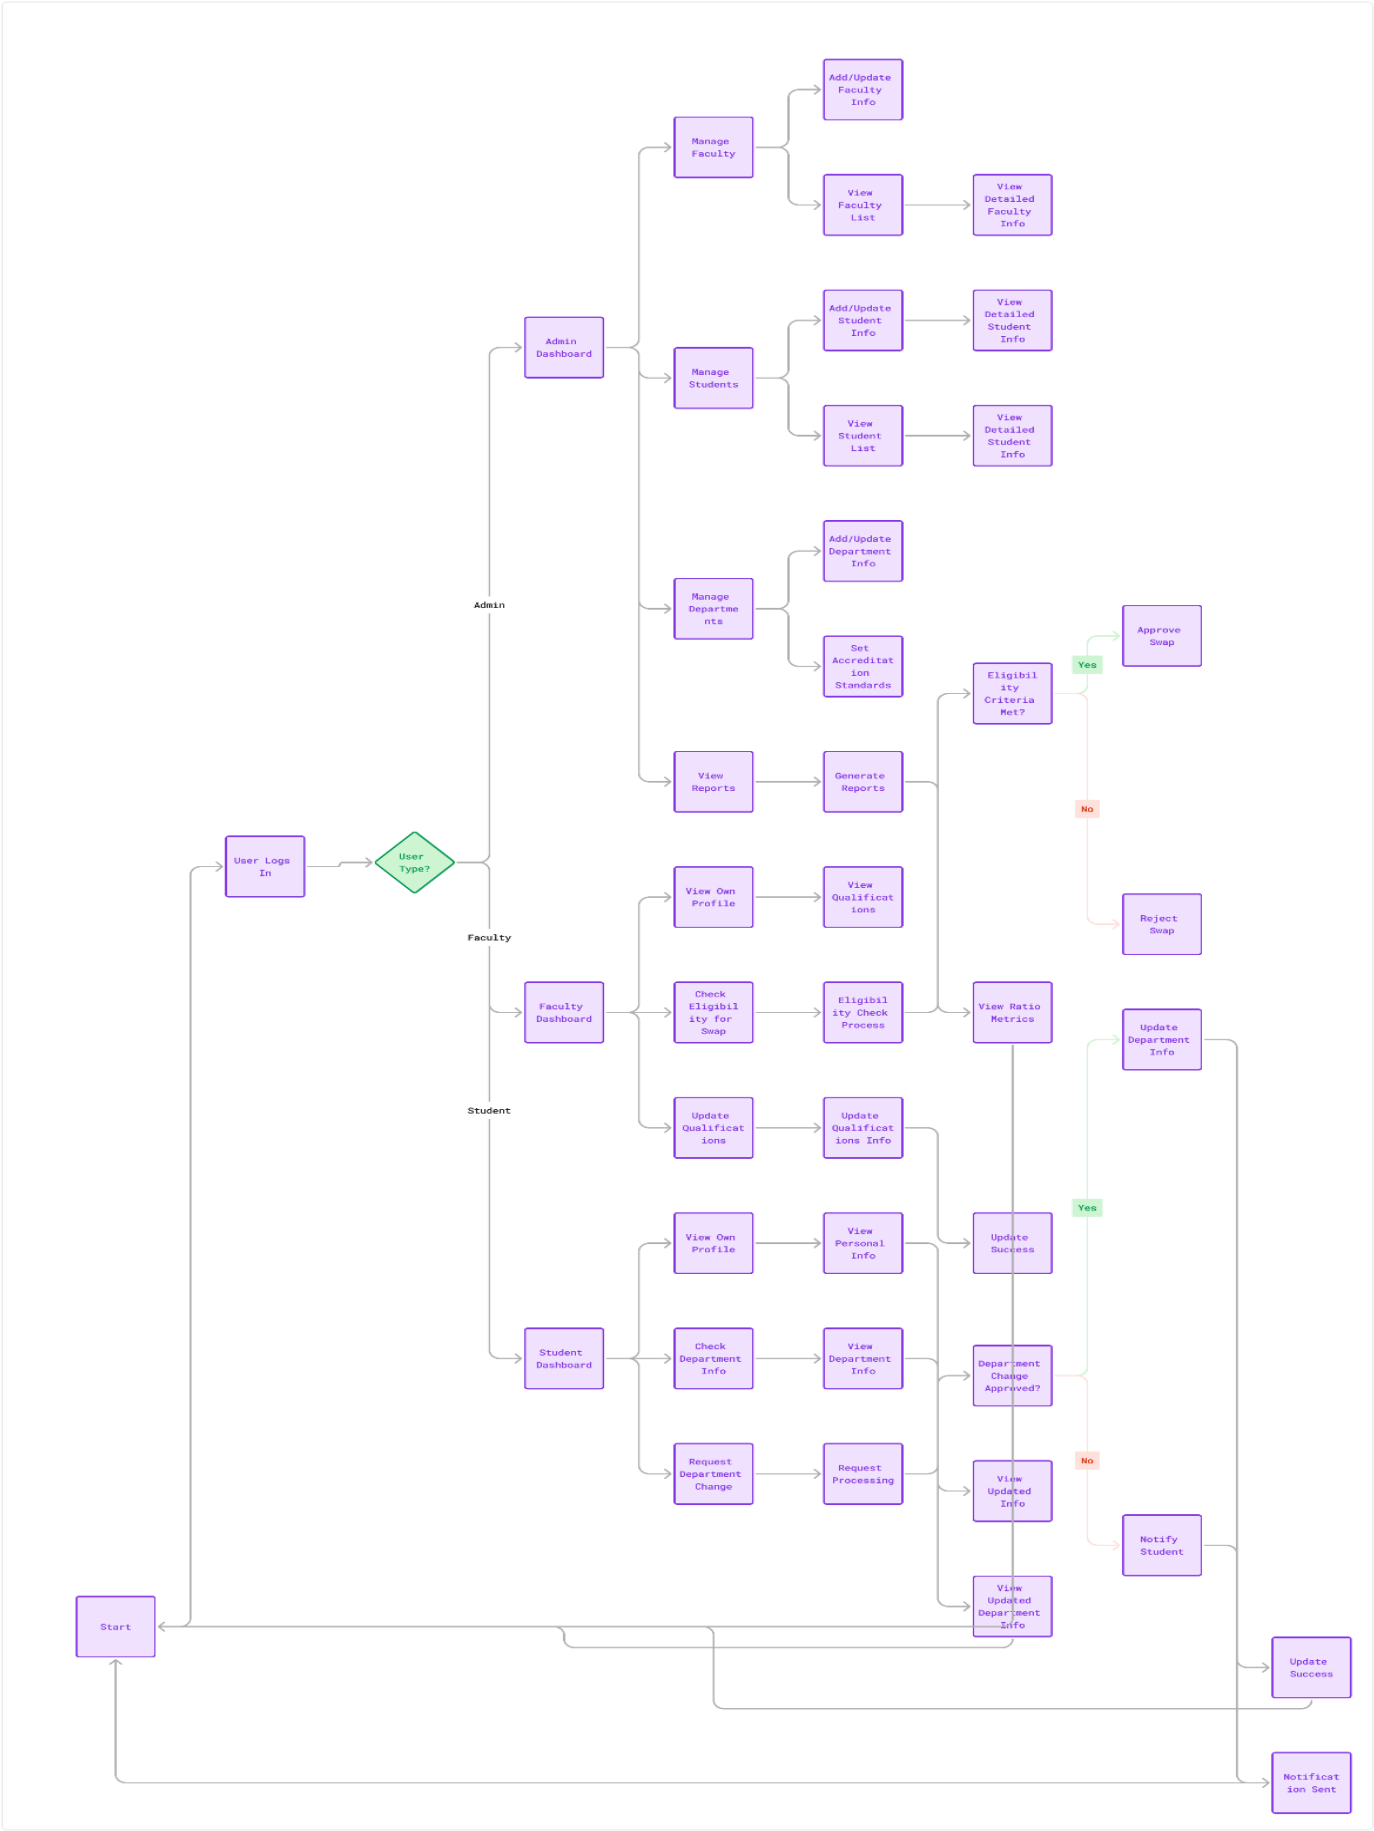 Add/Update
Faculty
Info
Manage
Faculty
View
Faculty
List
View
Detailed
Faculty
Info
Add/Update
Student
Info
View
Detailed
Student
Info
Admin
Dashboard
Manage
Students
View
Student
List
View
Detailed
Student
Info
Add/Update
Department
Info
Admin
Manage
Departme
nts
Set
Accreditat
ion
Standards
Approve
Swap
Yes
Eligibil
ity
Criteria
Met?
View
Reports
Generate
Reports
No
User Logs
In
User
Type?
View Own
Profile
View
Qualificat
ions
Reject
Swap
Faculty
Faculty
Dashboard
Check
Eligibil
ity for
Swap
Eligibil
ity Check
Process
View Ratio
Metrics
Update
Department
Info
Student
Update
Qualificat
ions
Update
Qualificat
ions Info
Yes
View Own
Profile
View
Personal
Info
Update
Success
Student
Dashboard
Check
Department
Info
View
Department
Info
Department
Change
Approved?
No
Request
Department
Change
Request
Processing
View
Updated
Info
Notify
Student
Start
View
Updated
Department
Info
Update
Success
Notificat
ion Sent